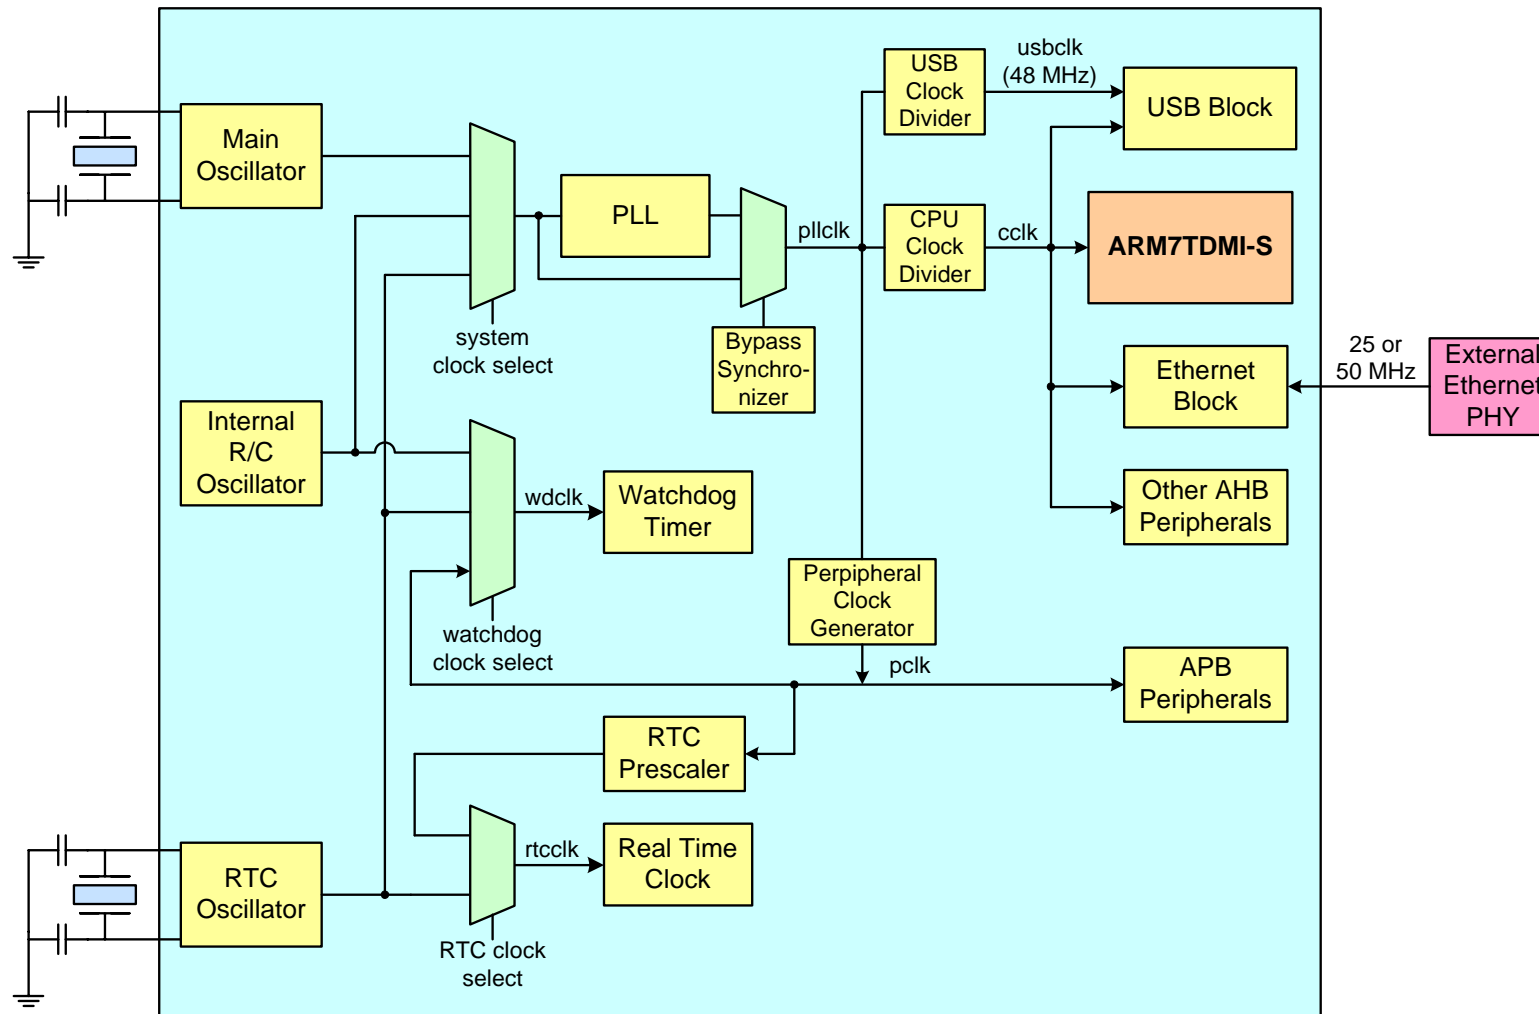 USB
Clock
Divider
usbclk
(48 MHz)
USB Block
Main
Oscillator
PLL
pllclk
CPU
Clock
Divider
cclk
ARM7TDMI-S
system
clock select
Bypass
Synchro-
nizer
25 or
50 MHz
External
Ethernet
PHY
Ethernet
Block
Internal
R/C
Oscillator
wdclk
Watchdog
Timer
Other AHB
Peripherals
Perpipheral
Clock
Generator
watchdog
clock select
pclk
APB
Peripherals
RTC
Prescaler
RTC
Oscillator
rtcclk
Real Time
Clock
RTC clock
select